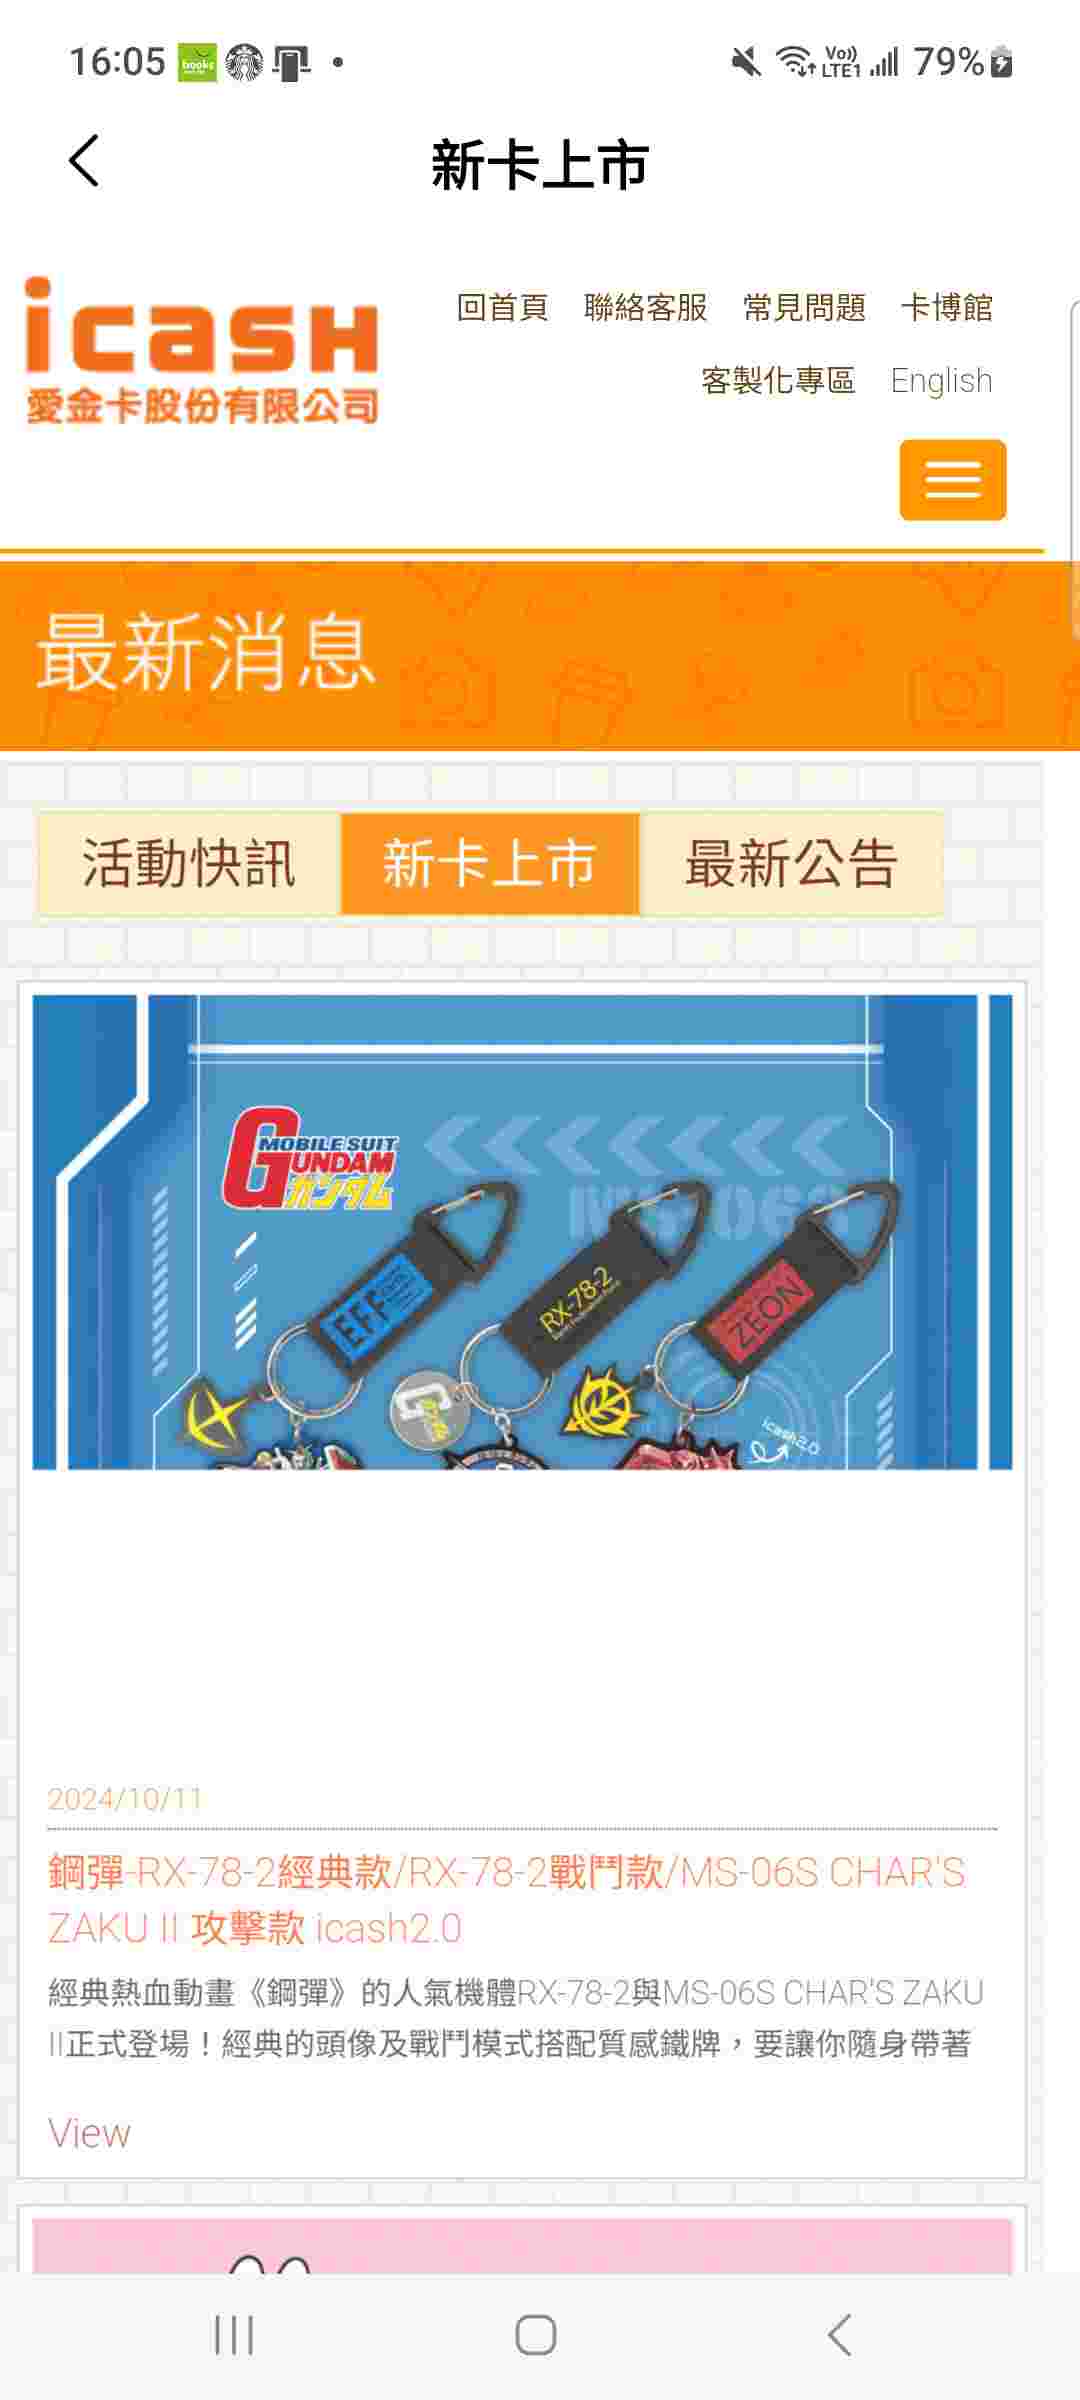 16:05
books
Vo))
LTE1
79%
新卡上市
icash
愛金卡股份有限公司
回首頁 聯絡客服 常見問題 卡博館
客製化專區 English
最新消息
活動快訊 新卡上市 最新公告
MOBILE SUIT
GUNDAM
ガンダム
EFF
RX-78-2
ZEON
icash2.0
2024/10/11
鋼彈-RX-78-2經典款/RX-78-2戰鬥款/MS-06S CHAR'S
ZAKU II 攻擊款 icash2.0
經典熱血動畫《鋼彈》的人氣機體RX-78-2與MS-06S CHAR'S ZAKU
II正式登場！經典的頭像及戰鬥模式搭配質感鐵牌，要讓你隨身帶著
View